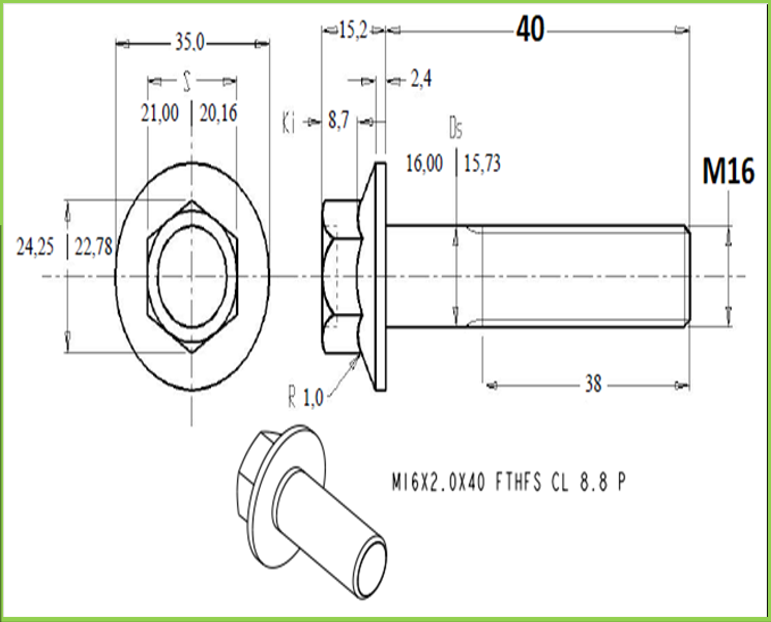 35,0
15,2
40
S
2,4
21,00 20,16
Ki 8,7
Ds
16,00 15,73
M16
24,25 22,78
38
R 1,0
M16X2.0X40 FTHFS CL 8.8 P